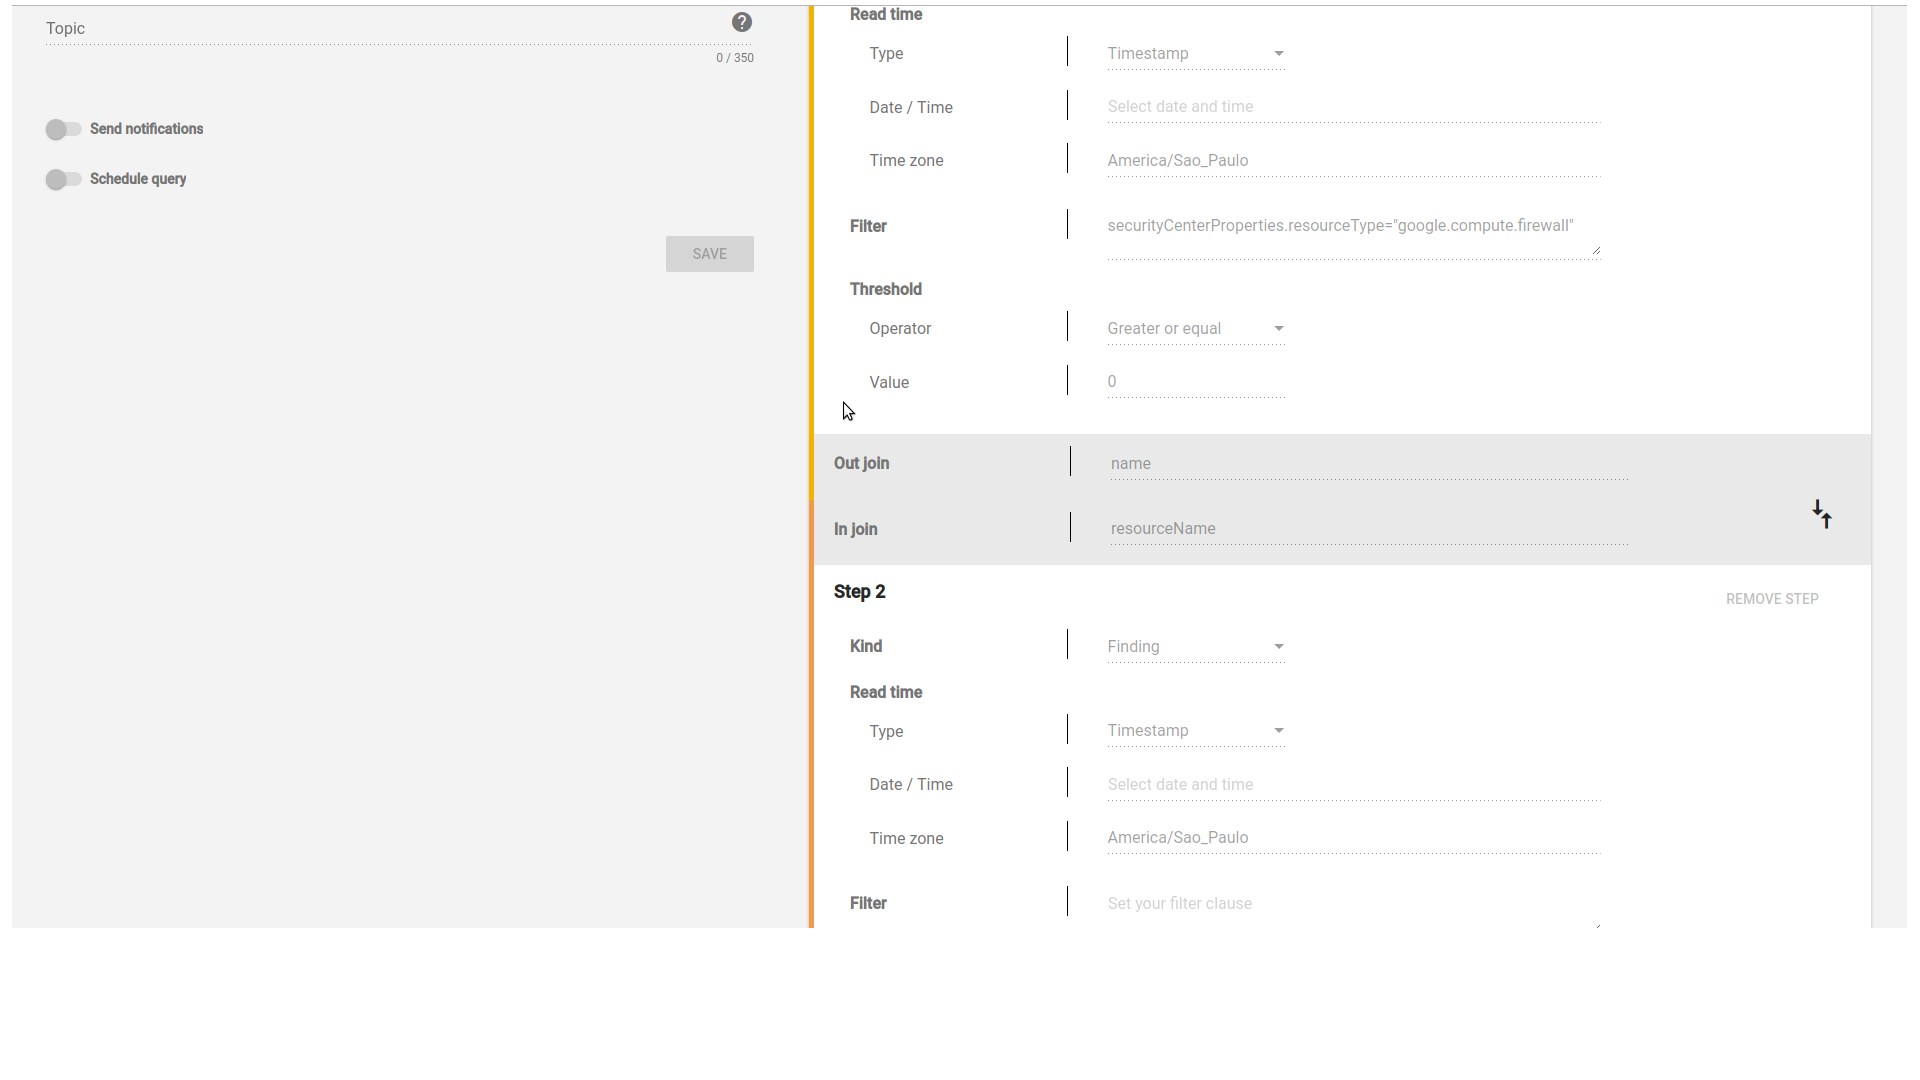 Topic
0 / 350
Send notifications
Schedule query
SAVE
Read time
Type Timestamp
Date / Time Select date and time
Time zone America/Sao_Paulo
Filter securityCenterProperties.resourceType="google.compute.firewall"
Threshold
Operator Greater or equal
Value 0
Out join name
In join resourceName
Step 2 REMOVE STEP
Kind Finding
Read time
Type Timestamp
Date / Time Select date and time
Time zone America/Sao_Paulo
Filter Set your filter clause